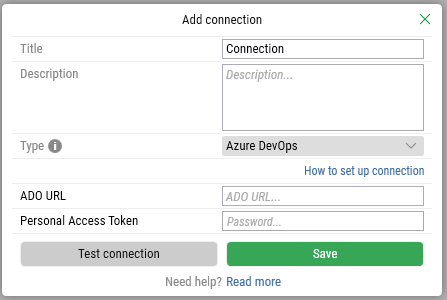 Add connection
Title Connection
Description Description...
Type i Azure DevOps
How to set up connection
ADO URL ADO URL...
Personal Access Token Password...
Test connection Save
Need help? Read more